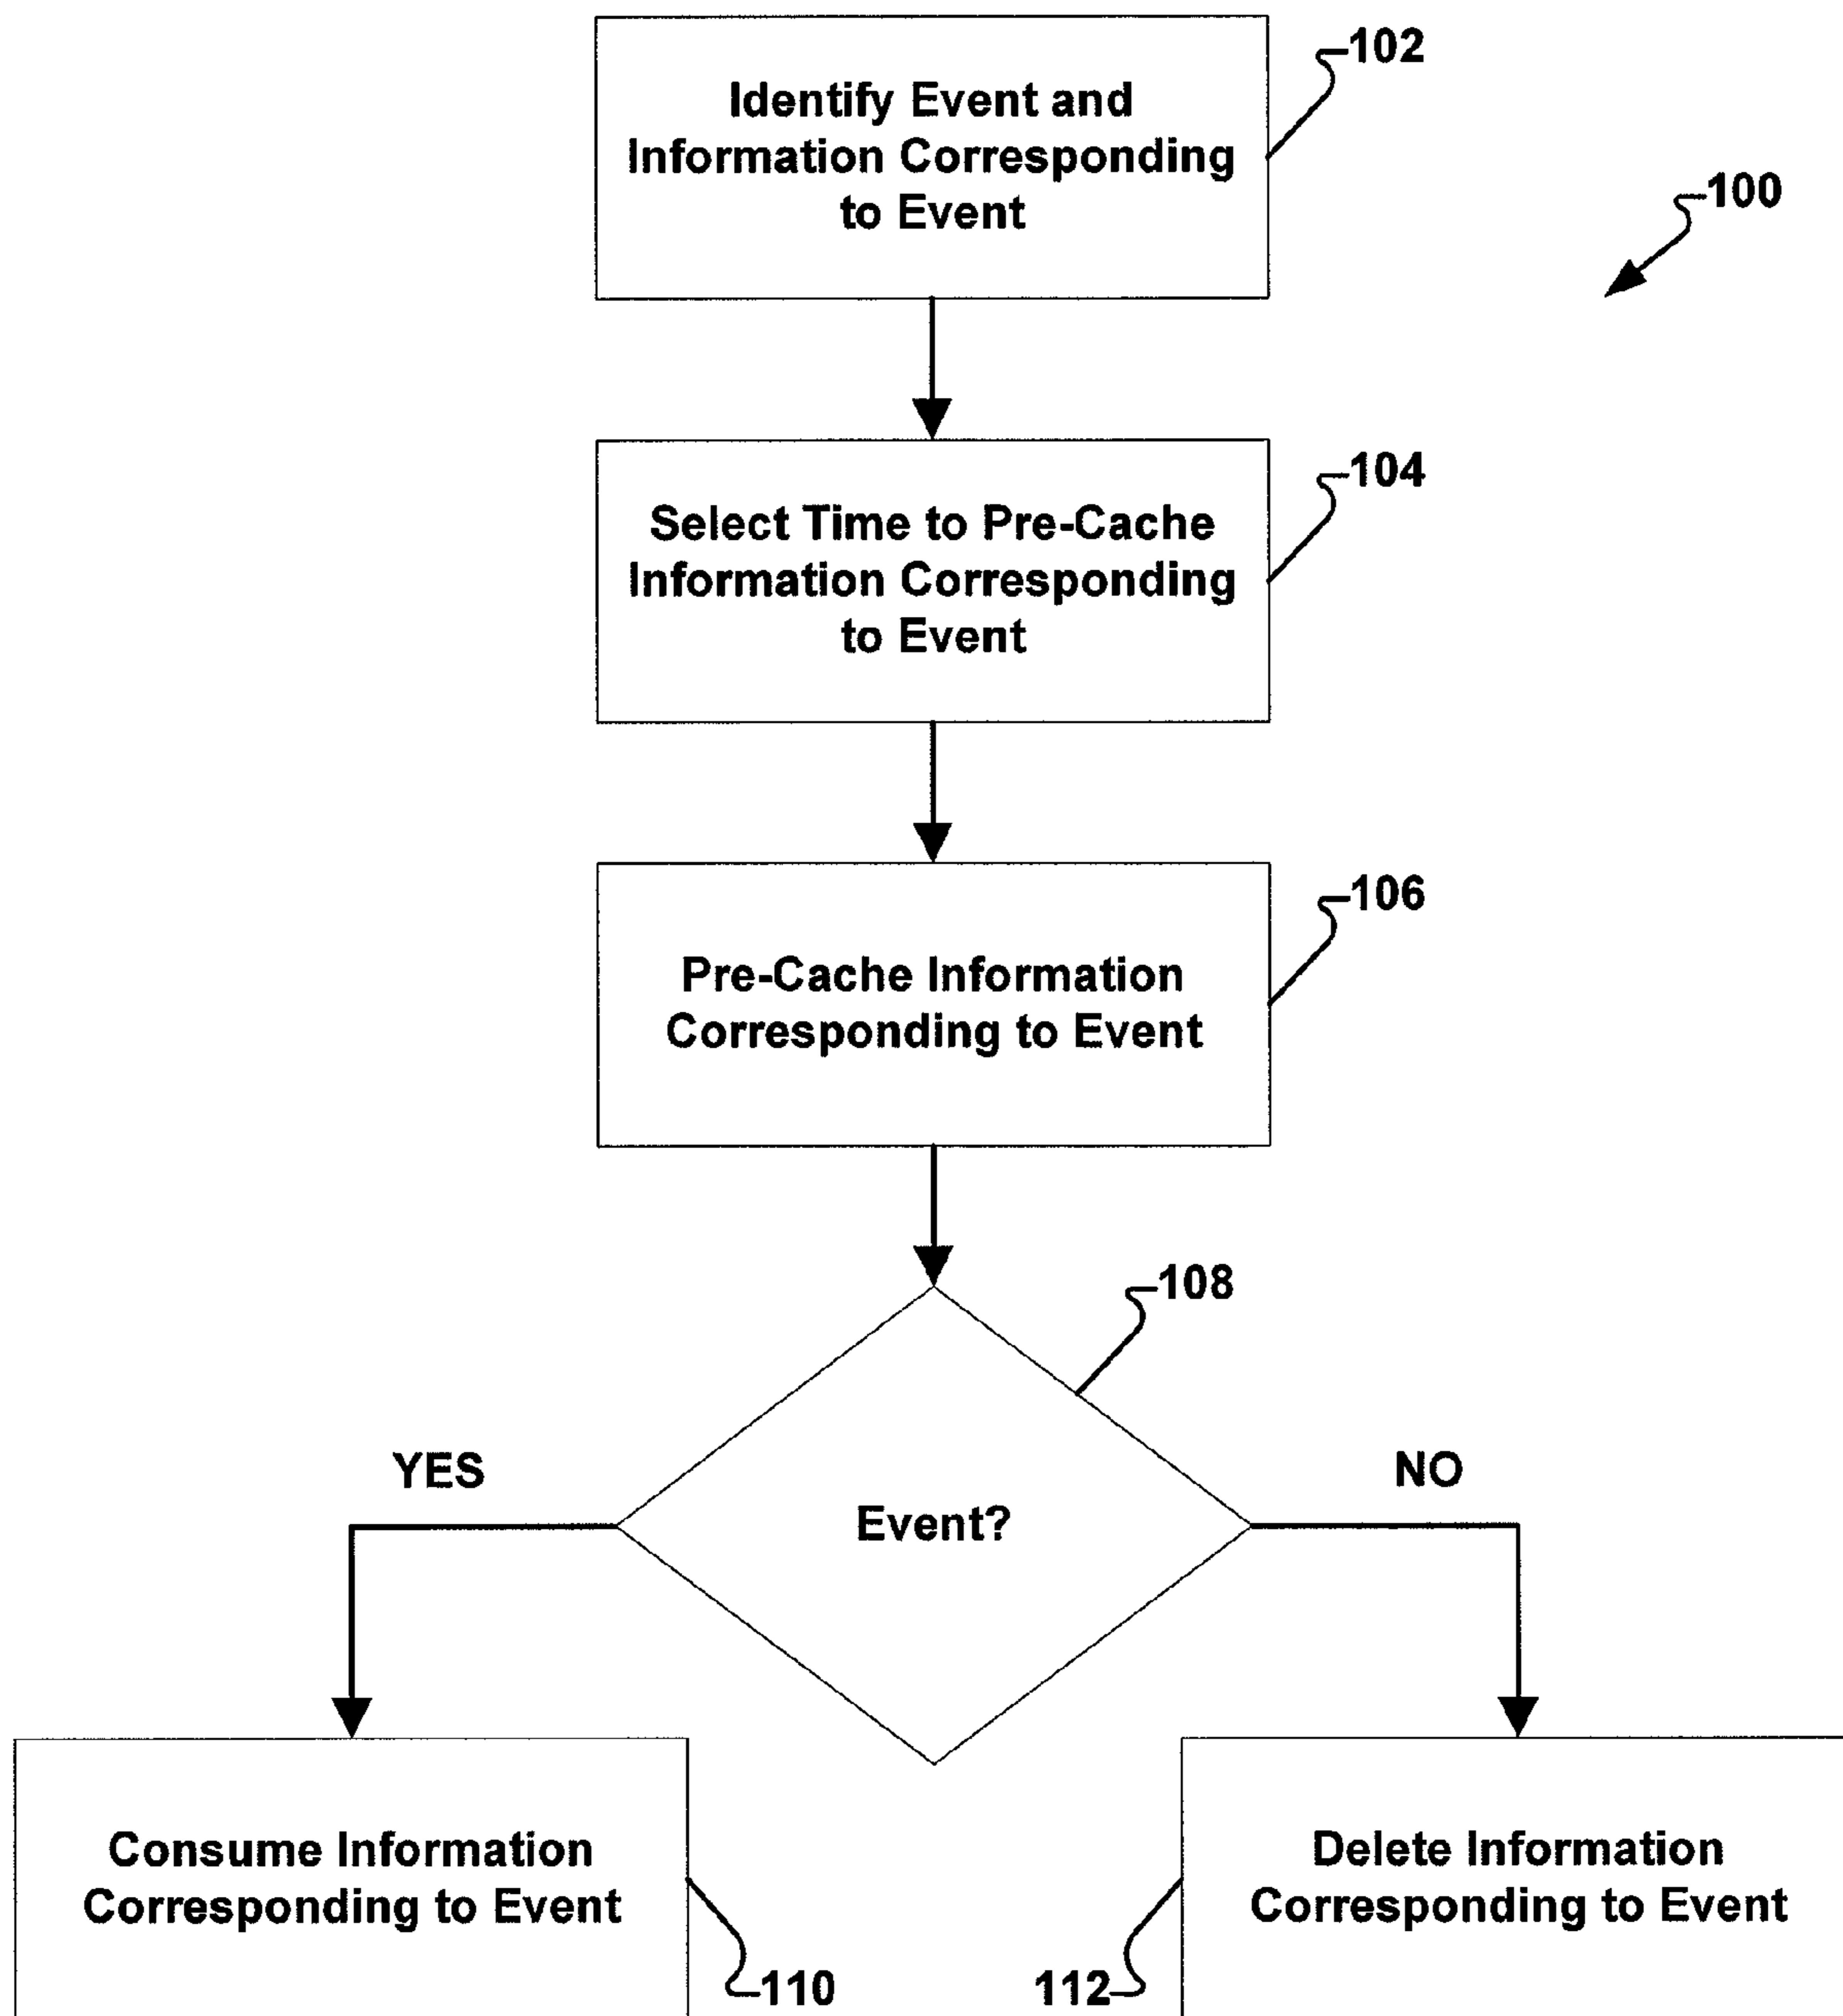 102
Identify Event and
Information Corresponding
to Event
100
104
Select Time to Pre-Cache
Information Corresponding
to Event
106
Pre-Cache Information
Corresponding to Event
108
YES
NO
Event?
Consume Information
Corresponding to Event
Delete Information
Corresponding to Event
110
112